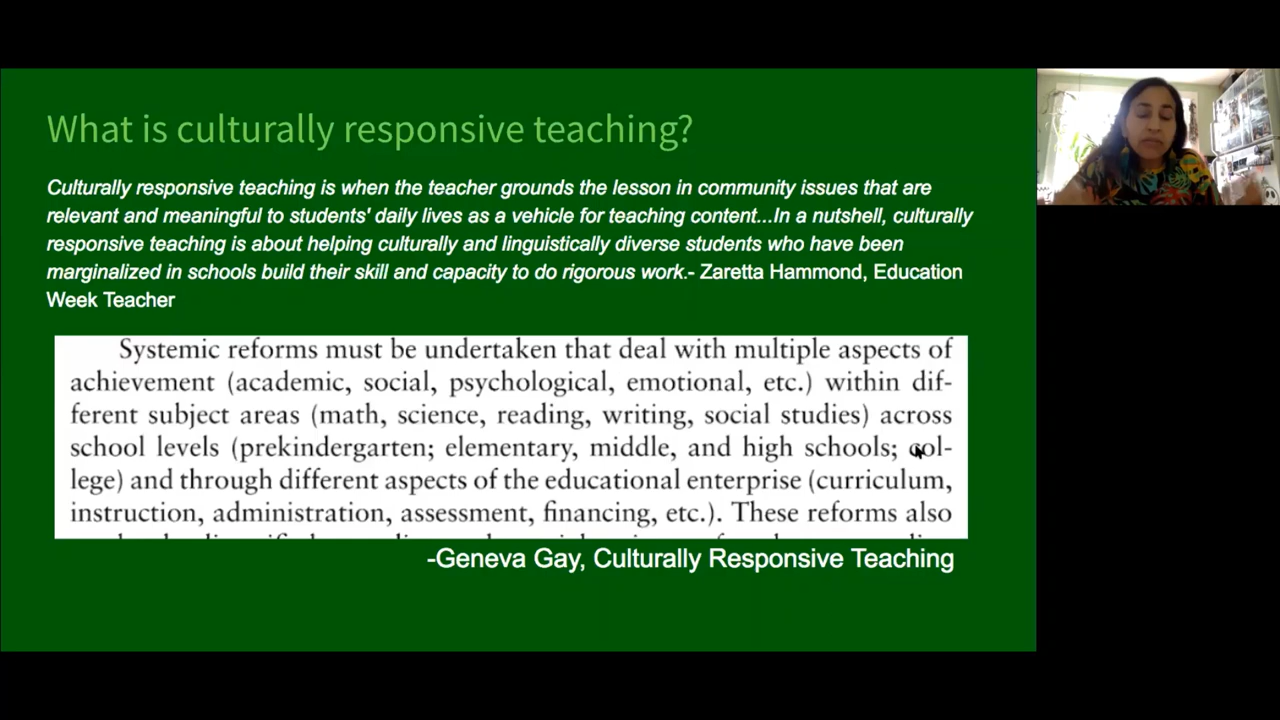 What is culturally responsive teaching?
Culturally responsive teaching is when the teacher grounds the lesson in community issues that are
relevant and meaningful to students' daily lives as a vehicle for teaching content...In a nutshell, culturally
responsive teaching is about helping culturally and linguistically diverse students who have been
marginalized in schools build their skill and capacity to do rigorous work.- Zaretta Hammond, Education
Week Teacher
Systemic reforms must be undertaken that deal with multiple aspects of
achievement (academic, social, psychological, emotional, etc.) within dif-
ferent subject areas (math, science, reading, writing, social studies) across
school levels (prekindergarten; elementary, middle, and high schools; col-
lege) and through different aspects of the educational enterprise (curriculum,
instruction, administration, assessment, financing, etc.). These reforms also
-Geneva Gay, Culturally Responsive Teaching